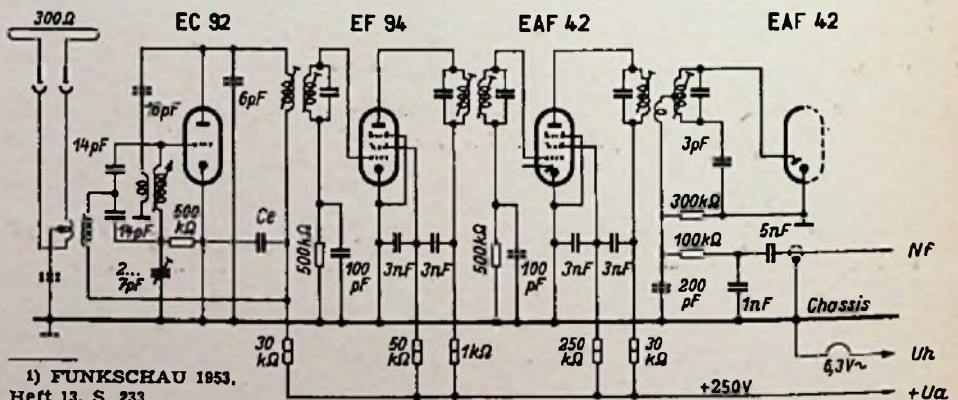 300Ω
EC 92
EF 94
EAF 42
EAF 42
16pF
6pF
14pF
3pF
14pF
500 kΩ
Ce
300kΩ
5nF
100kΩ
Nf
2... 7pF
500kΩ
100 pF
3nF
3nF
500kΩ
100 pF
3nF
3nF
200 pF
1nF
Chassis
30 kΩ
50 kΩ
1kΩ
250 kΩ
30 kΩ
6,3V~
Uh
+250V
+Ua
1) FUNKSCHAU 1953,
Heft 13, S. 233